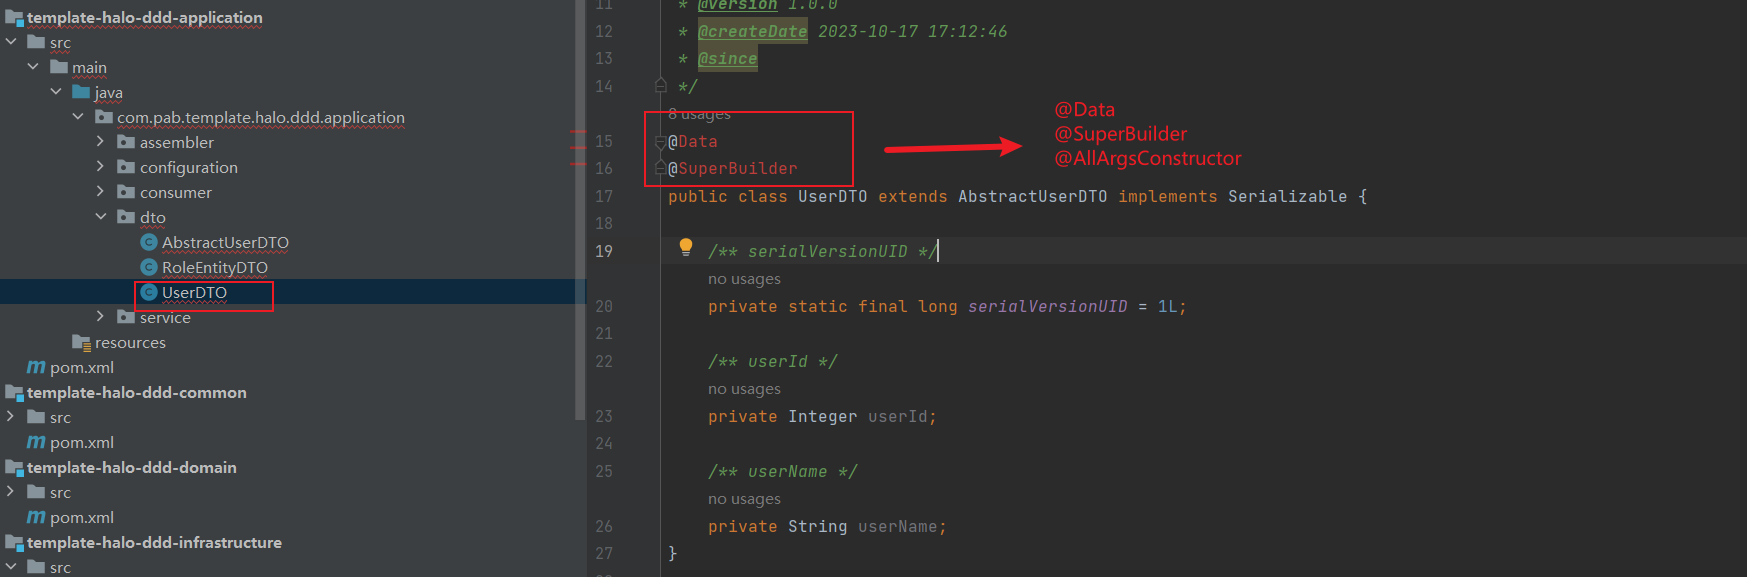 template-halo-ddd-application
src
main
java
com.pab.template.halo.ddd.application
assembler
configuration
consumer
dto
AbstractUserDTO
RoleEntityDTO
UserDTO
service
resources
pom.xml
template-halo-ddd-common
src
pom.xml
template-halo-ddd-domain
src
pom.xml
template-halo-ddd-infrastructure
src
11 * @version 1.0.0
12 * @createDate 2023-10-17 17:12:46
13 * @since
14 */
8 usages
15 @Data
16 @SuperBuilder
17 public class UserDTO extends AbstractUserDTO implements Serializable {
18
19 /** serialVersionUID */
no usages
20 private static final long serialVersionUID = 1L;
21
22 /** userId */
no usages
23 private Integer userId;
24
25 /** userName */
no usages
26 private String userName;
27 }
@Data
@SuperBuilder
@AllArgsConstructor